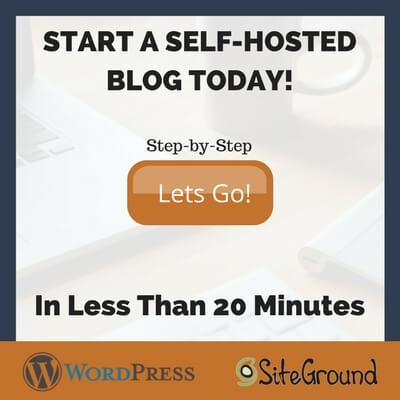 START A SELF-HOSTED
BLOG TODAY!
Step-by-Step
Lets Go!
In Less Than 20 Minutes
WORDPRESS
SiteGround